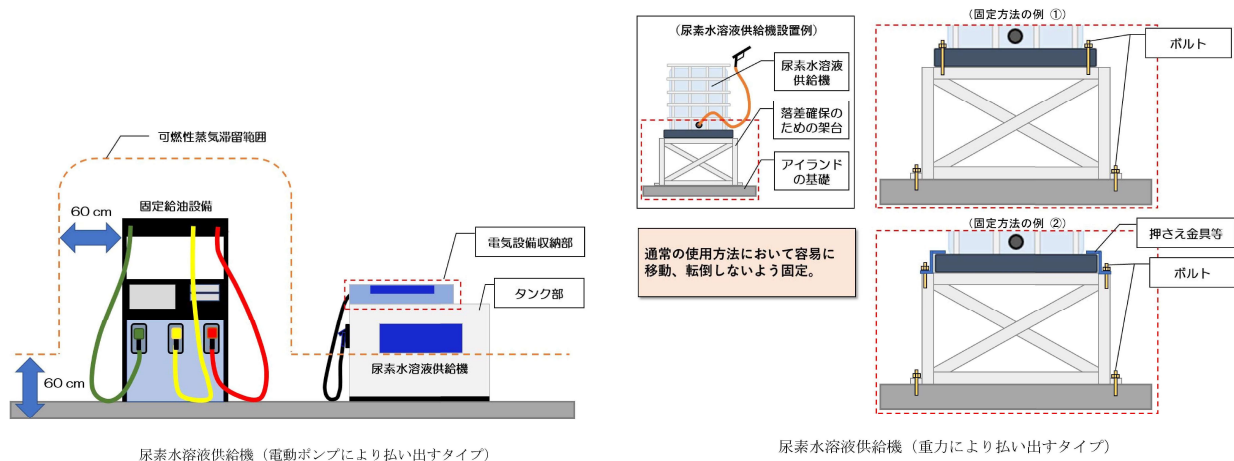 可燃性蒸気滞留範囲
固定給油設備
60 cm
電気設備収納部
タンク部
尿素水溶液供給機
60 cm
尿素水溶液供給機（電動ポンプにより払い出すタイプ）
（尿素水溶液供給機設置例）
尿素水溶液
供給機
落差確保の
ための架台
アイランド
の基礎
通常の使用方法において容易に
移動、転倒しないよう固定。
（固定方法の例 ①）
ボルト
（固定方法の例 ②）
押さえ金具等
ボルト
尿素水溶液供給機（重力により払い出すタイプ）